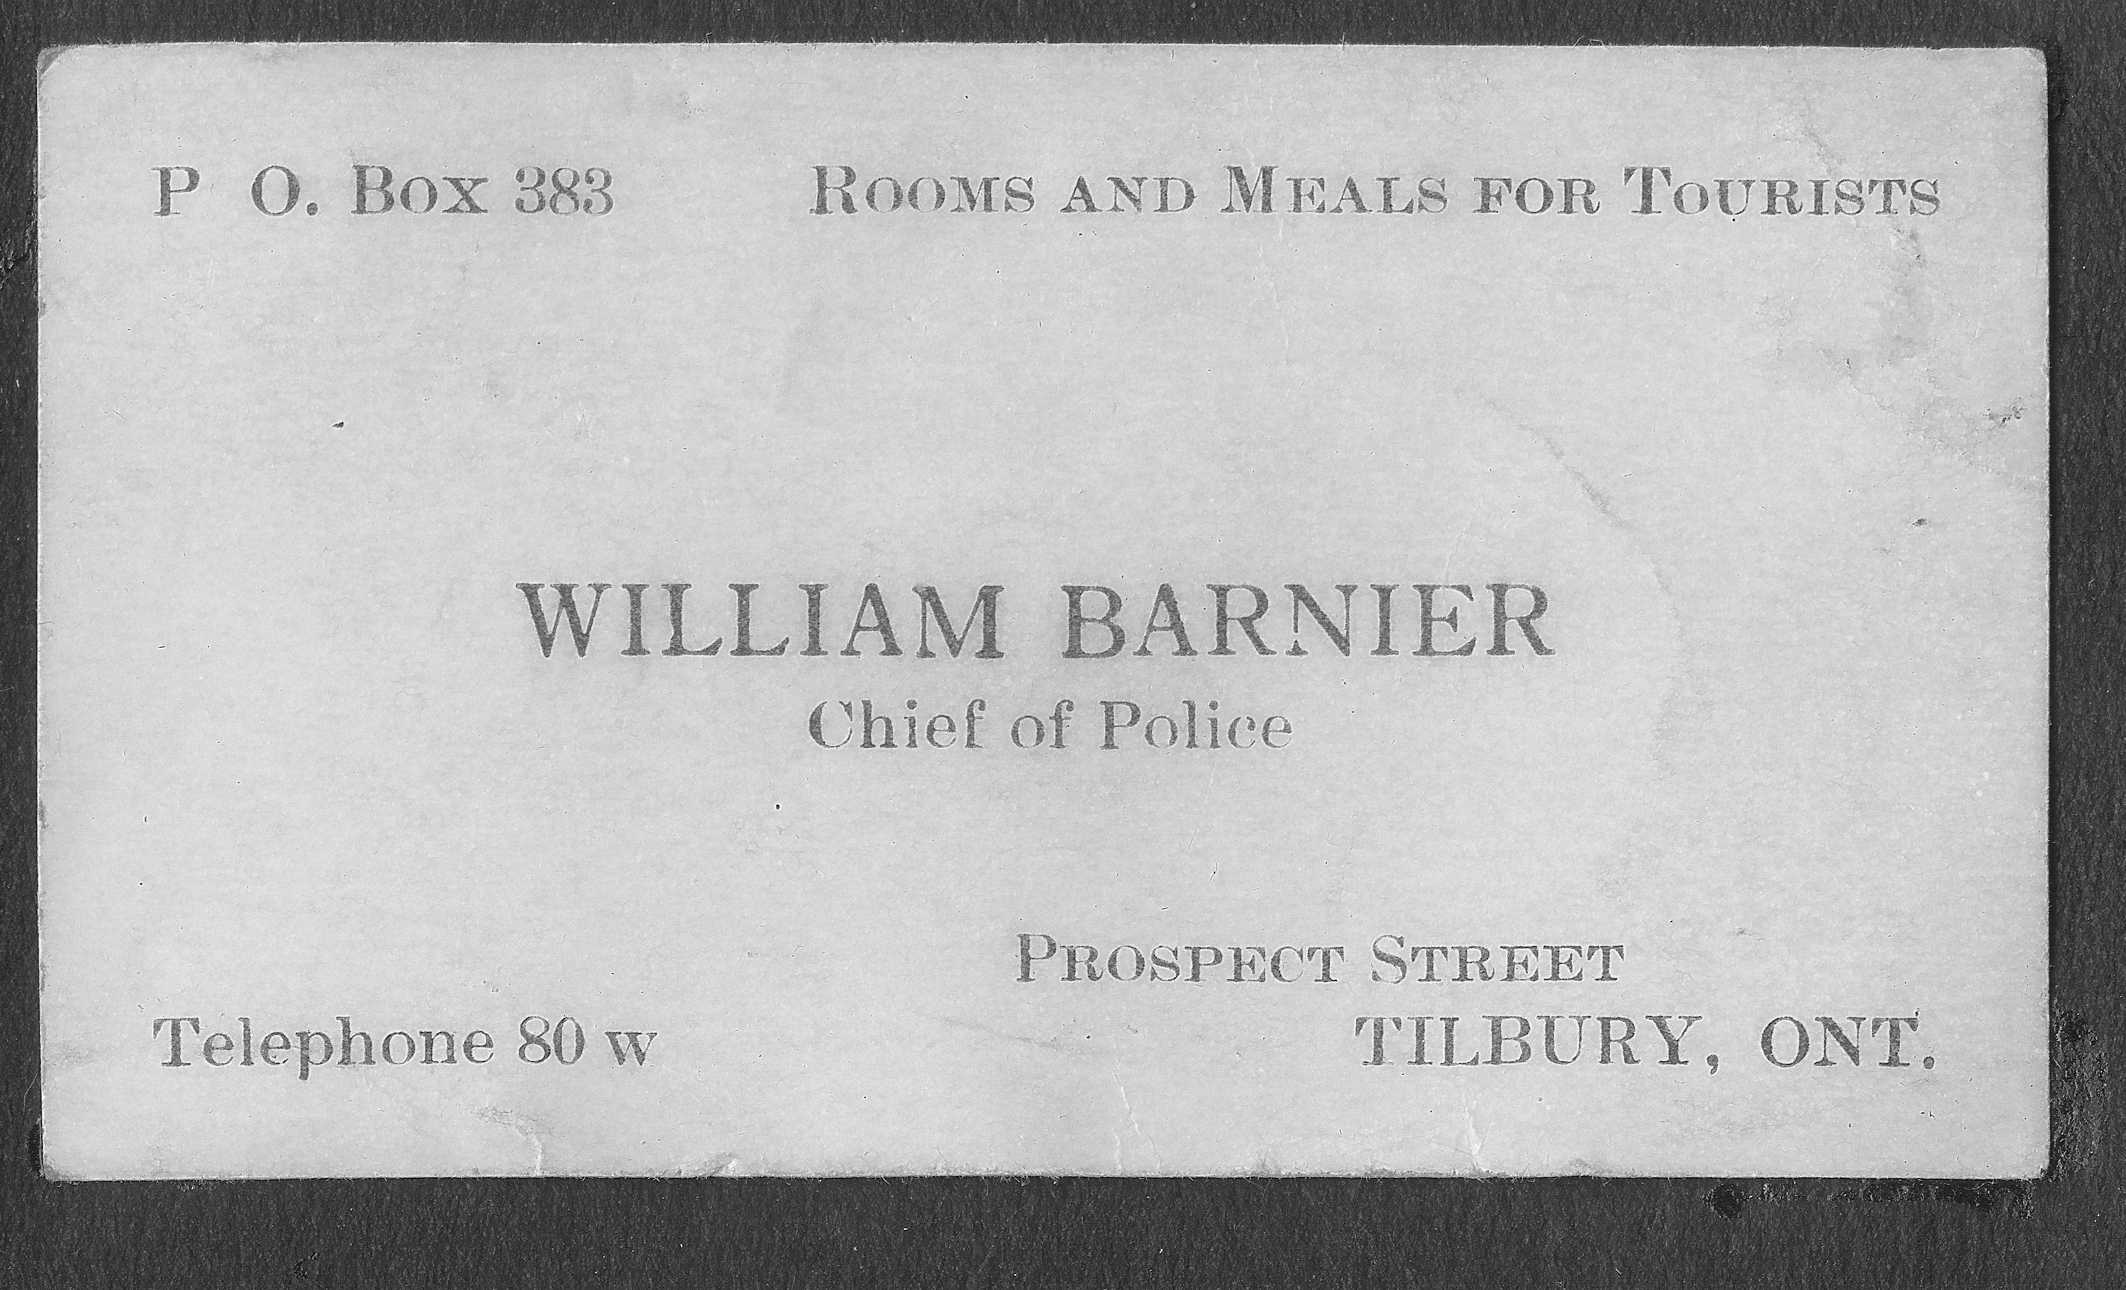 P O. Box 383 Rooms and Meals for Tourists
WILLIAM BARNIER
Chief of Police
Prospect Street
Telephone 80 w TILBURY, ONT.